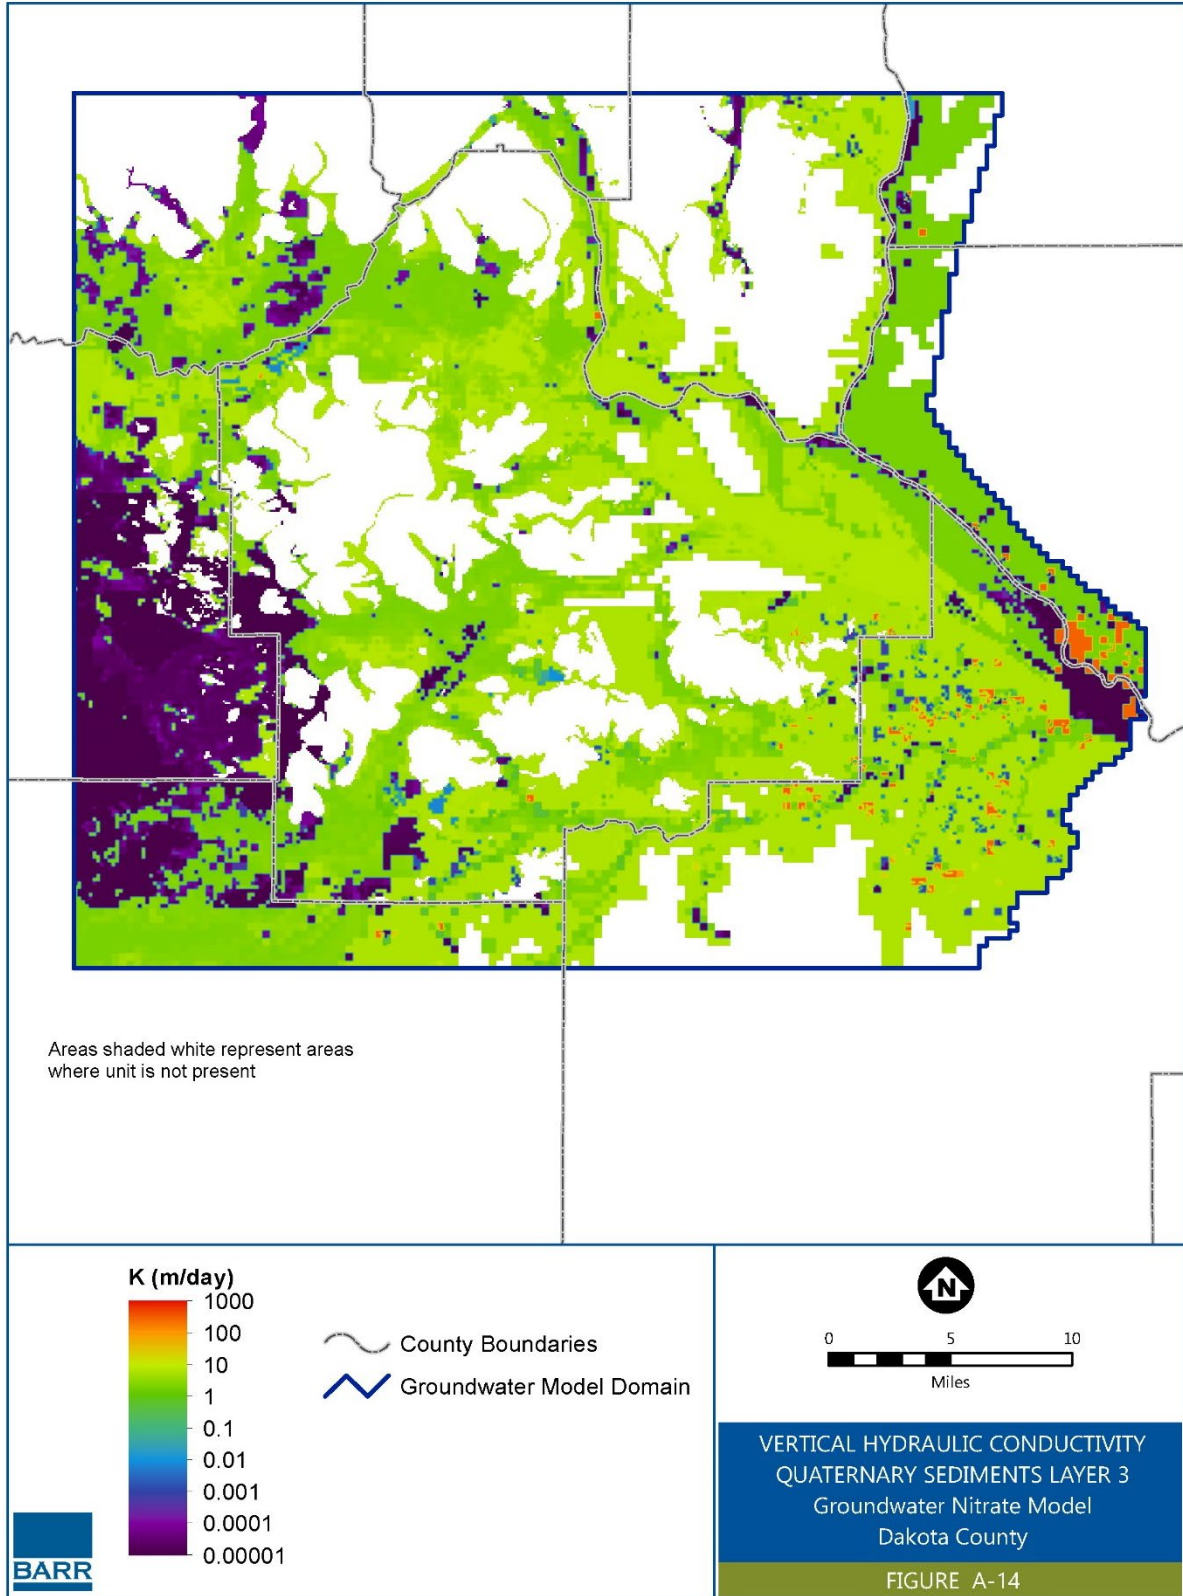 Areas shaded white represent areas
where unit is not present
K (m/day)
1000
100
10
1
0.1
0.01
0.001
0.0001
0.00001
County Boundaries
Groundwater Model Domain
BARR
N
0 5 10
Miles
VERTICAL HYDRAULIC CONDUCTIVITY
QUATERNARY SEDIMENTS LAYER 3
Groundwater Nitrate Model
Dakota County
FIGURE A-14